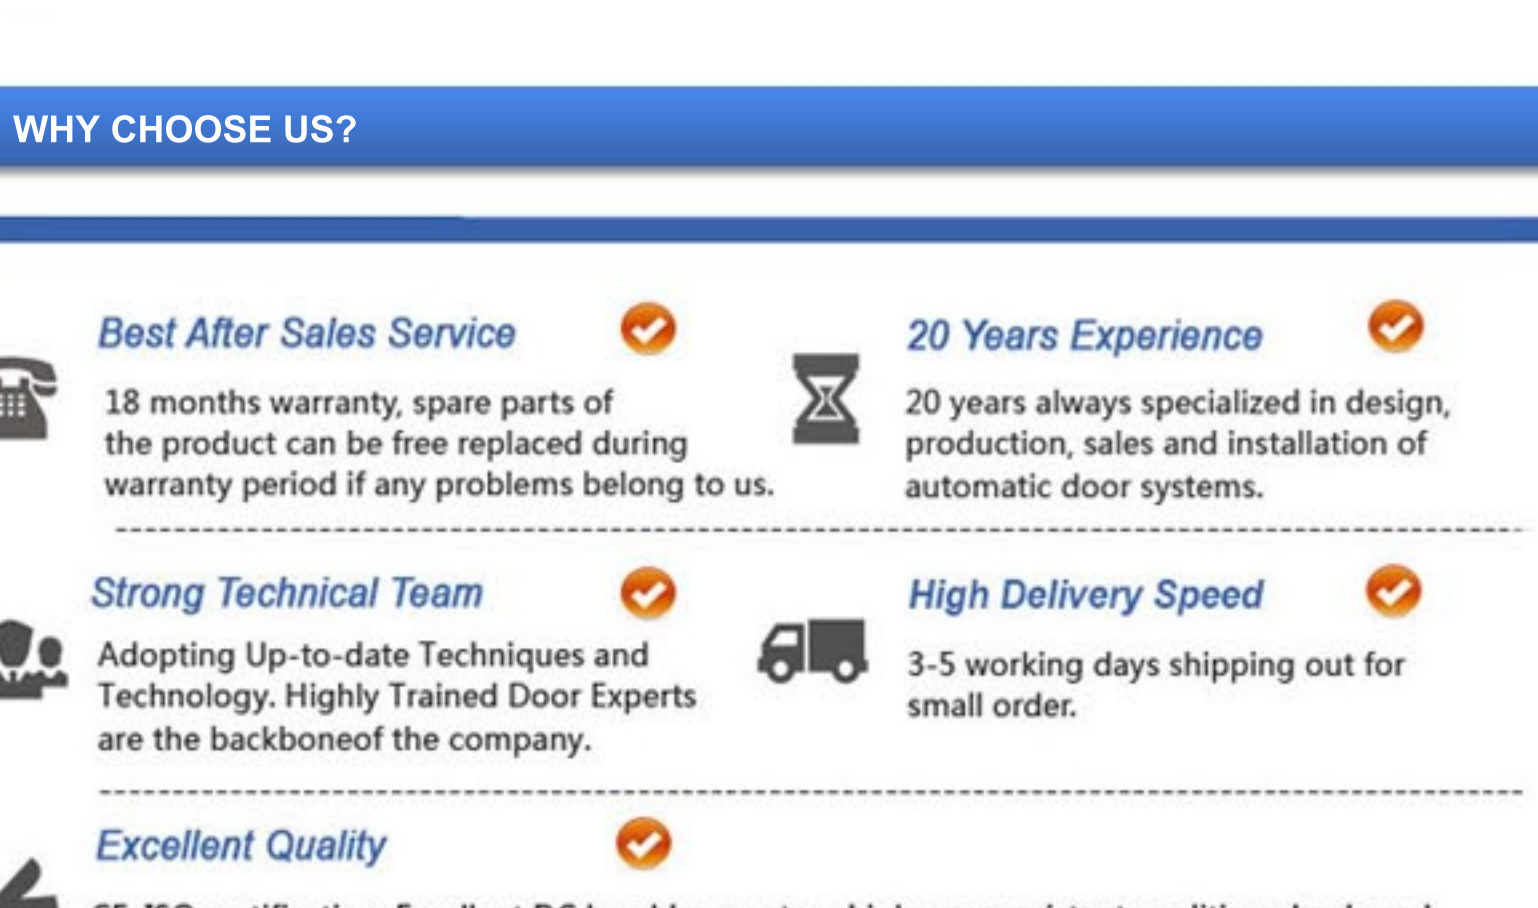 WHY CHOOSE US?
Best After Sales Service
18 months warranty, spare parts of
the product can be free replaced during
warranty period if any problems belong to us.
20 Years Experience
20 years always specialized in design,
production, sales and installation of
automatic door systems.
Strong Technical Team
Adopting Up-to-date Techniques and
Technology. Highly Trained Door Experts
are the backboneof the company.
High Delivery Speed
3-5 working days shipping out for
small order.
Excellent Quality